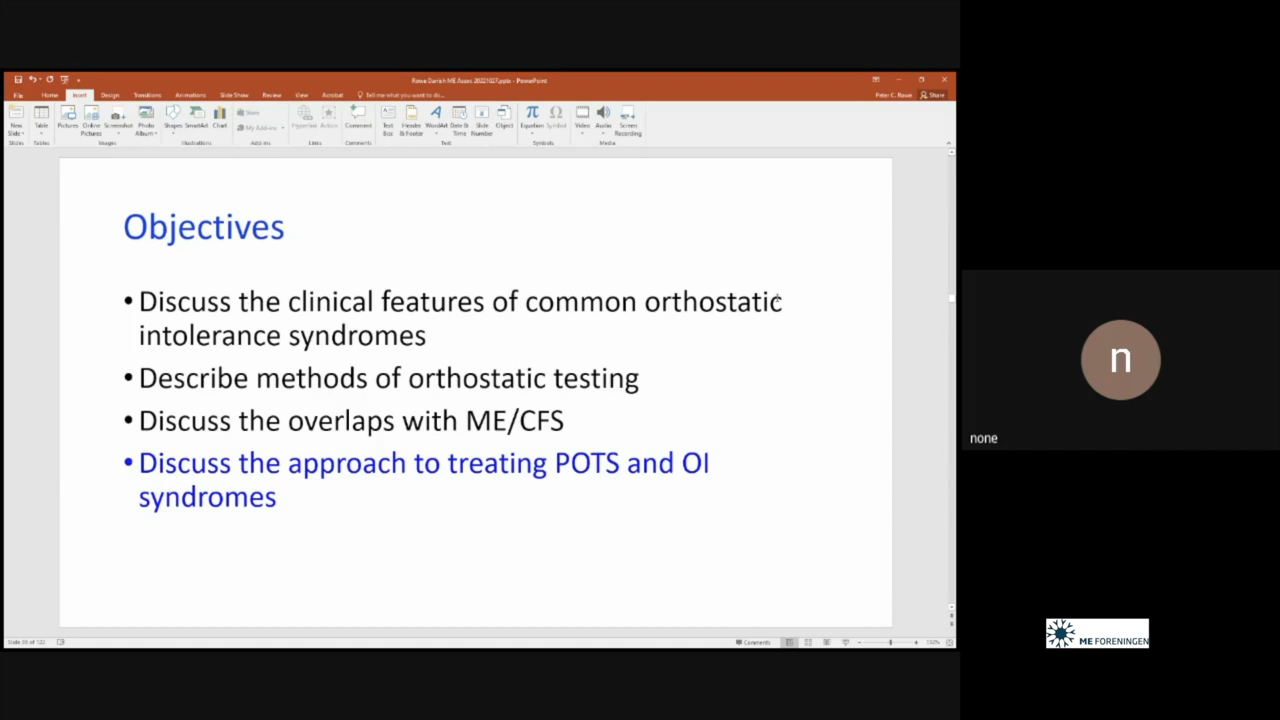 Rowe Danish ME Assoc 20221027.pptx - PowerPoint
Peter C. Rowe
Share
File Home Insert Design Transitions Animations Slide Show Review View Acrobat Tell me what you want to do...
New Slide
Table
Pictures
Online Pictures
Screenshot
Photo Album
Shapes
SmartArt
Chart
Store
My Add-ins
Hyperlink
Action
Comment
Text Box
Header & Footer
WordArt
Date & Time
Slide Number
Object
Equation
Symbol
Video
Audio
Screen Recording
Slides Tables Images Illustrations Add-ins Links Comments Text Symbols Media
Objectives
• Discuss the clinical features of common orthostatic
intolerance syndromes
• Describe methods of orthostatic testing
• Discuss the overlaps with ME/CFS
• Discuss the approach to treating POTS and OI
syndromes
n
none
ME FORENINGEN
Comments